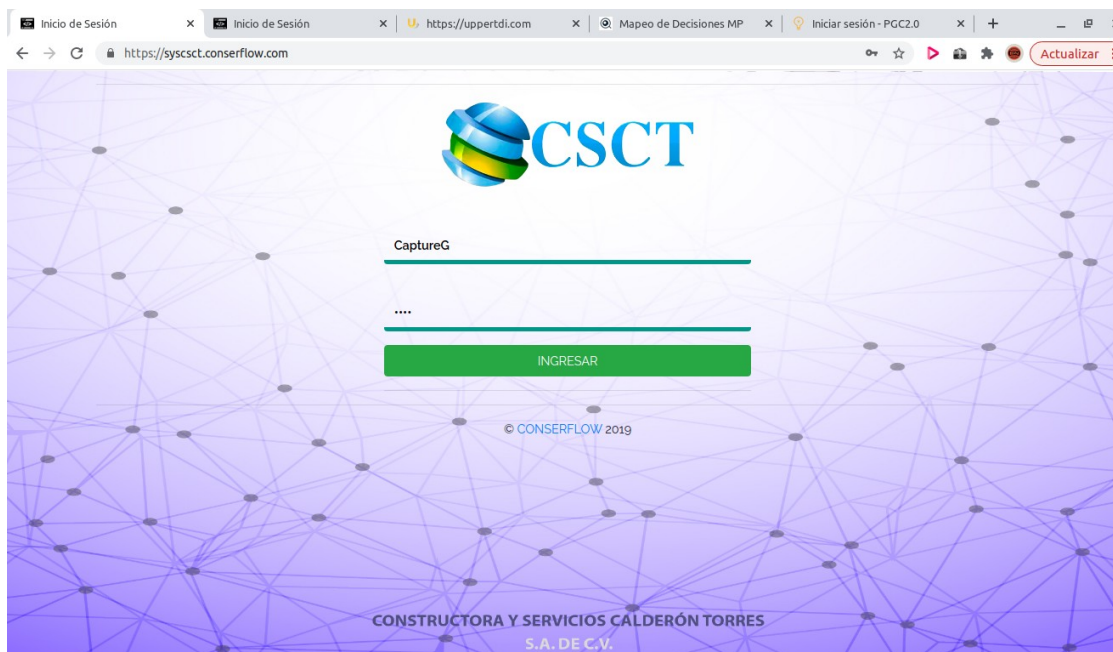 Inicio de Sesión
Inicio de Sesión
https://uppertdi.com
Mapeo de Decisiones MP
Iniciar sesión - PGC2.0
https://syscsct.conserflow.com
Actualizar
CSCT
CaptureG
••••
INGRESAR
© CONSERFLOW 2019
CONSTRUCTORA Y SERVICIOS CALDERÓN TORRES
S.A. DE C.V.